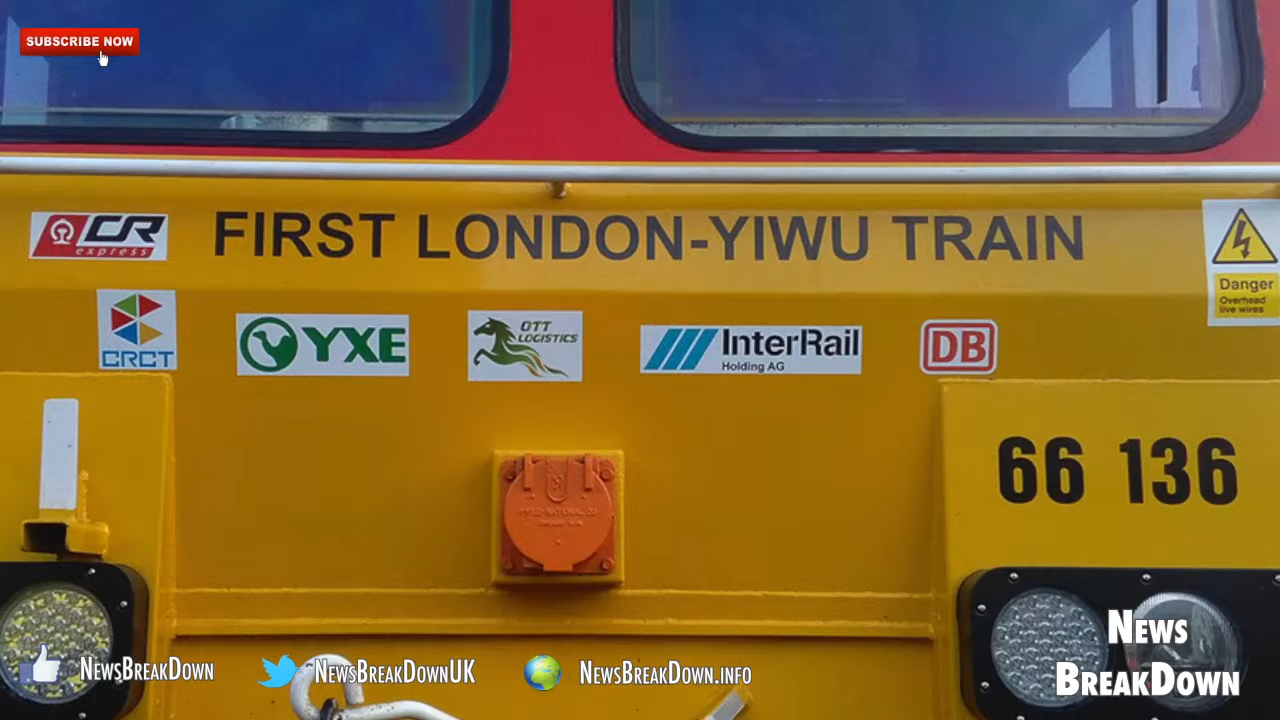 SUBSCRIBE NOW
CR
express
FIRST LONDON-YIWU TRAIN
Danger
Overhead
live wires
CRCT
YXE
OTT
LOGISTICS
InterRail
Holding AG
DB
66 136
NEWSBREAKDOWN
NEWSBREAKDOWNUK
NEWSBREAKDOWN.INFO
NEWS
BREAKDOWN